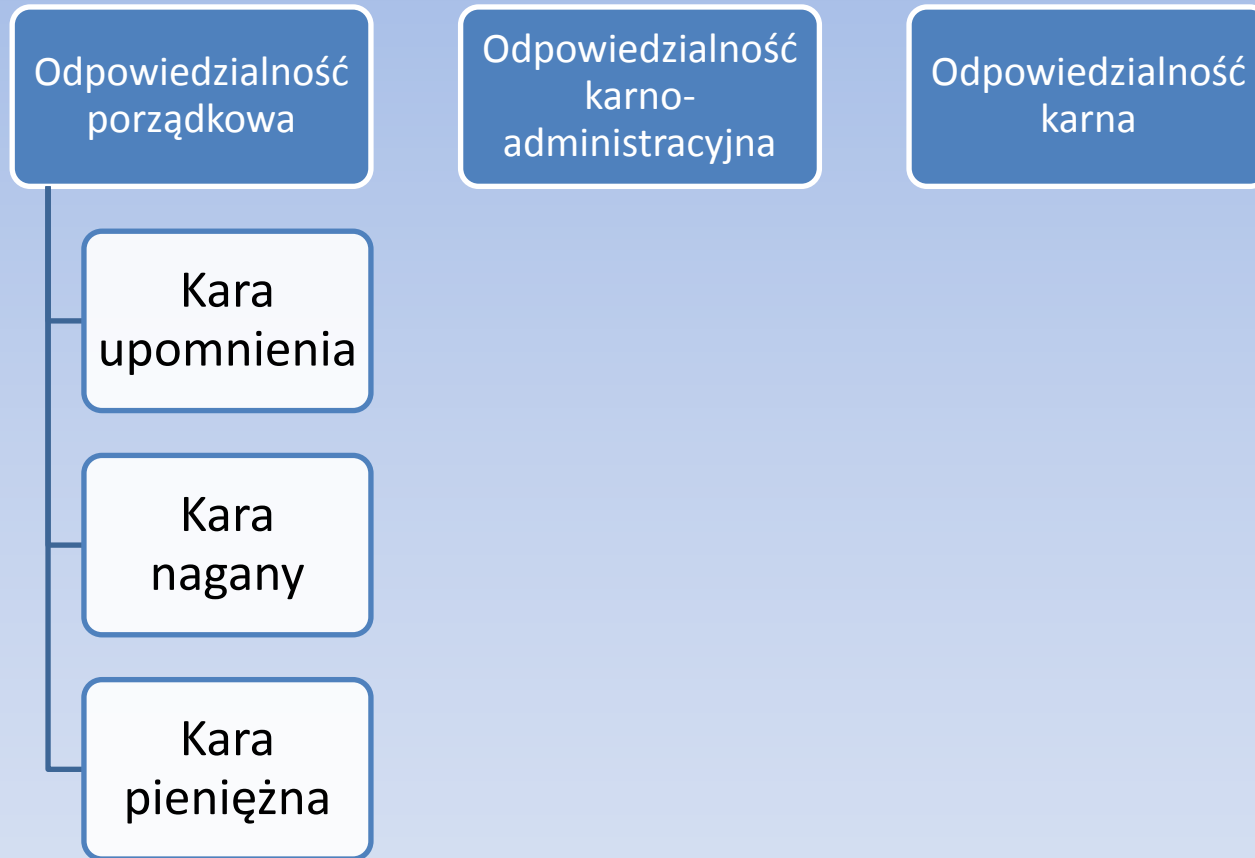 Odpowiedzialność
porządkowa
Odpowiedzialność
karno-
administracyjna
Odpowiedzialność
karna
Kara
upomnienia
Kara
nagany
Kara
pieniężna